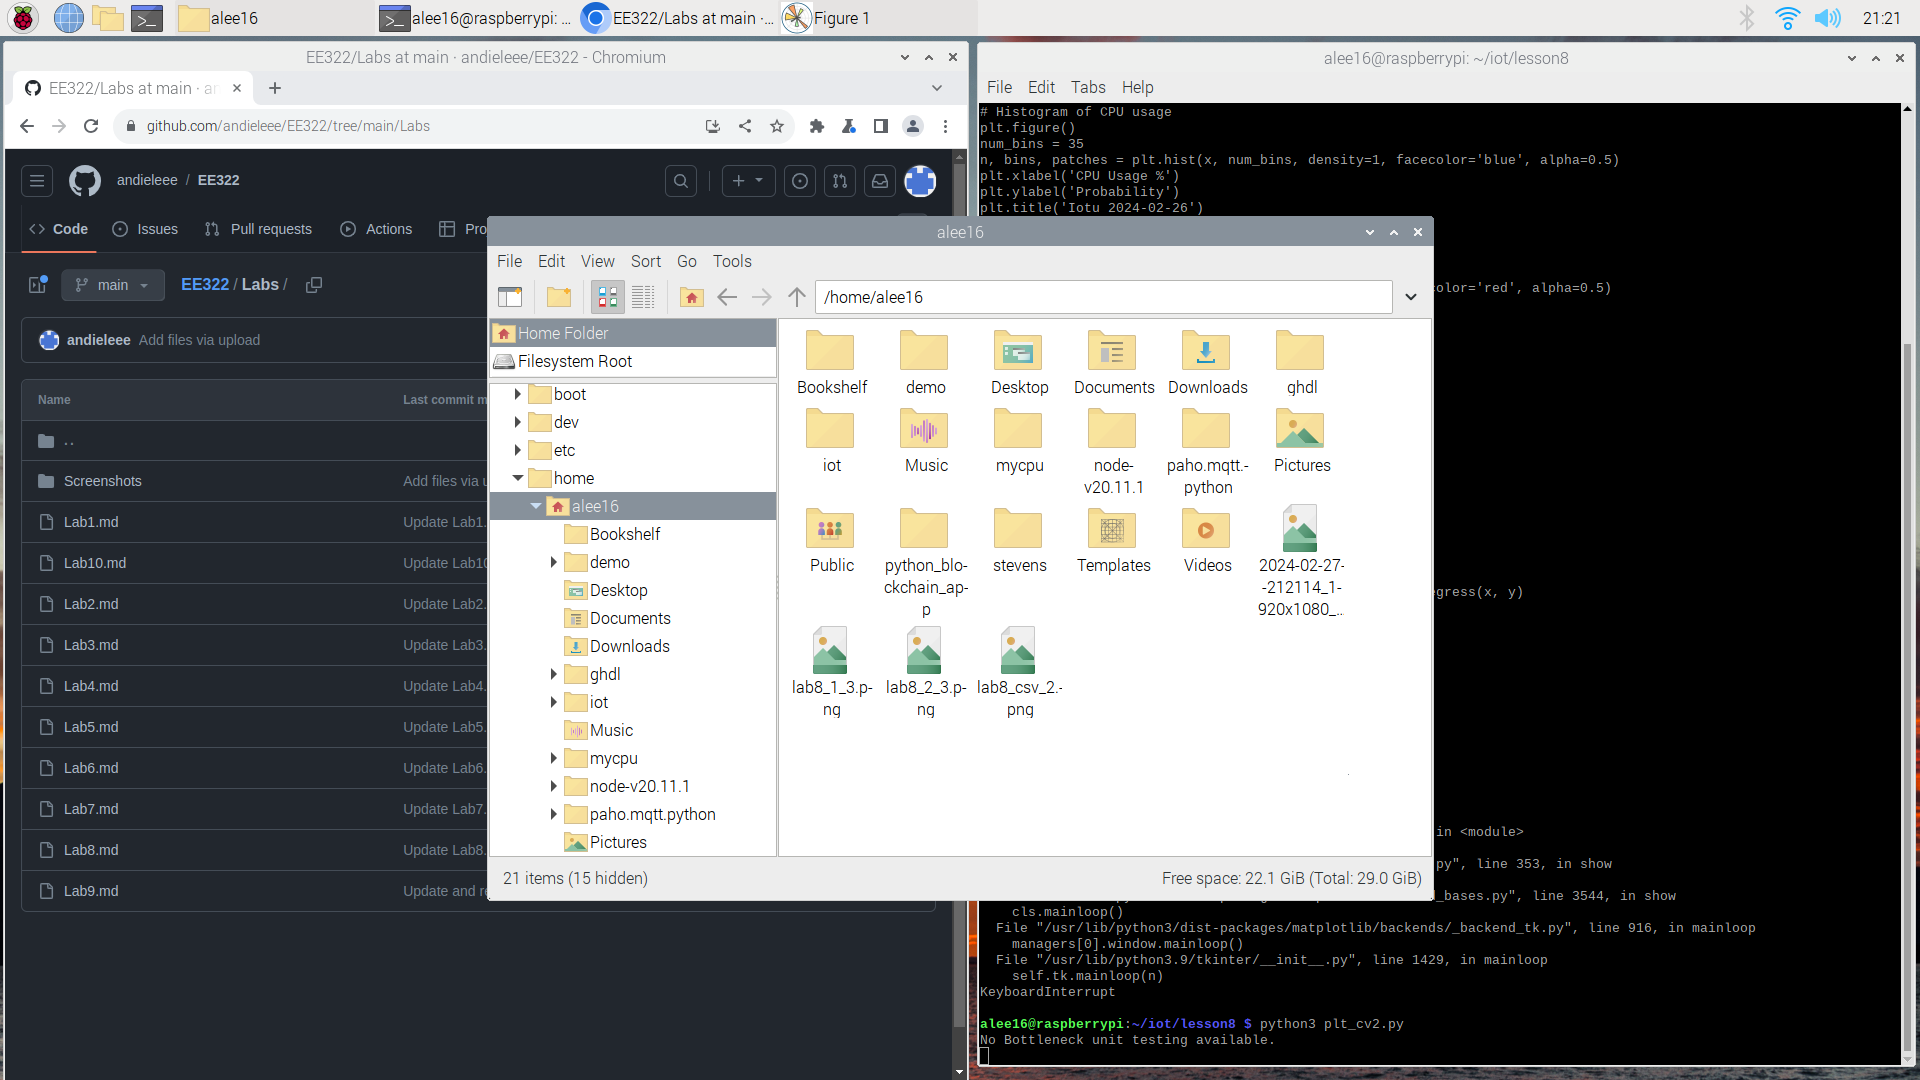 alee16
alee16@raspberrypi: ...
EE322/Labs at main · ...
Figure 1
21:21
EE322/Labs at main · andieleee/EE322 - Chromium
EE322/Labs at main · an
github.com/andieleee/EE322/tree/main/Labs
andieleee / EE322
Code
Issues
Pull requests
Actions
Pro
main
EE322 / Labs /
andieleee Add files via upload
Name
Last commit m
..
Screenshots
Add files via u
Lab1.md
Update Lab1.
Lab10.md
Update Lab10
Lab2.md
Update Lab2.
Lab3.md
Update Lab3.
Lab4.md
Update Lab4.
Lab5.md
Update Lab5.
Lab6.md
Update Lab6.
Lab7.md
Update Lab7.
Lab8.md
Update Lab8.
Lab9.md
Update and re
alee16
File Edit View Sort Go Tools
/home/alee16
Home Folder
Filesystem Root
boot
dev
etc
home
alee16
Bookshelf
demo
Desktop
Documents
Downloads
ghdl
iot
Music
mycpu
node-v20.11.1
paho.mqtt.python
Pictures
Bookshelf
demo
Desktop
Documents
Downloads
ghdl
iot
Music
mycpu
node-
v20.11.1
paho.mqtt.-
python
Pictures
Public
python_blo-
ckchain_ap-
p
stevens
Templates
Videos
2024-02-27-
-212114_1-
920x1080_...
lab8_1_3.p-
ng
lab8_2_3.p-
ng
lab8_csv_2.-
png
21 items (15 hidden)
Free space: 22.1 GiB (Total: 29.0 GiB)
alee16@raspberrypi: ~/iot/lesson8
File Edit Tabs Help
# Histogram of CPU usage
plt.figure()
num_bins = 35
n, bins, patches = plt.hist(x, num_bins, density=1, facecolor='blue', alpha=0.5)
plt.xlabel('CPU Usage %')
plt.ylabel('Probability')
plt.title('Iotu 2024-02-26')
olor='red', alpha=0.5)
gress(x, y)
in <module>
py", line 353, in show
_bases.py", line 3544, in show
cls.mainloop()
File "/usr/lib/python3/dist-packages/matplotlib/backends/_backend_tk.py", line 916, in mainloop
managers[0].window.mainloop()
File "/usr/lib/python3.9/tkinter/__init__.py", line 1429, in mainloop
self.tk.mainloop(n)
KeyboardInterrupt
alee16@raspberrypi:~/iot/lesson8 $ python3 plt_cv2.py
No Bottleneck unit testing available.